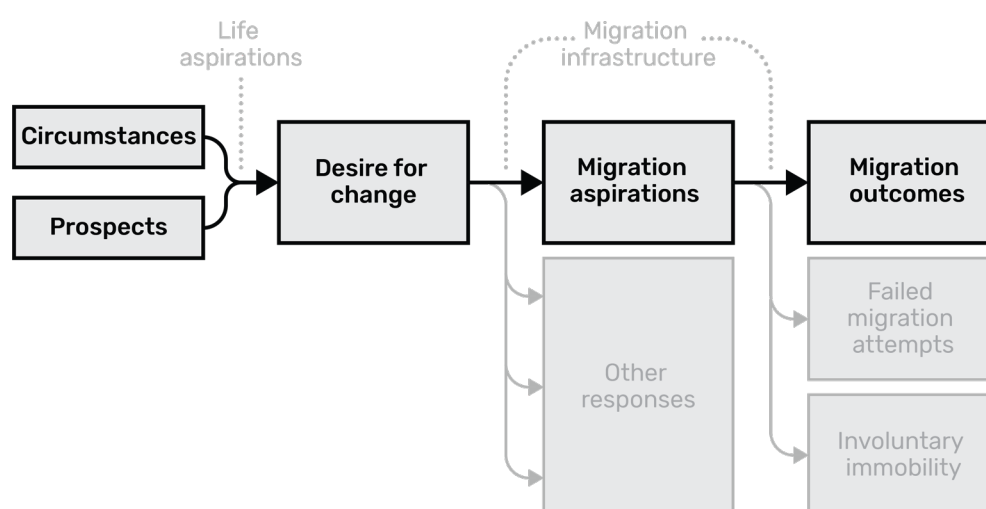 Life
aspirations
Migration
infrastructure
Circumstances
Prospects
Desire for
change
Migration
aspirations
Migration
outcomes
Other
responses
Failed
migration
attempts
Involuntary
immobility